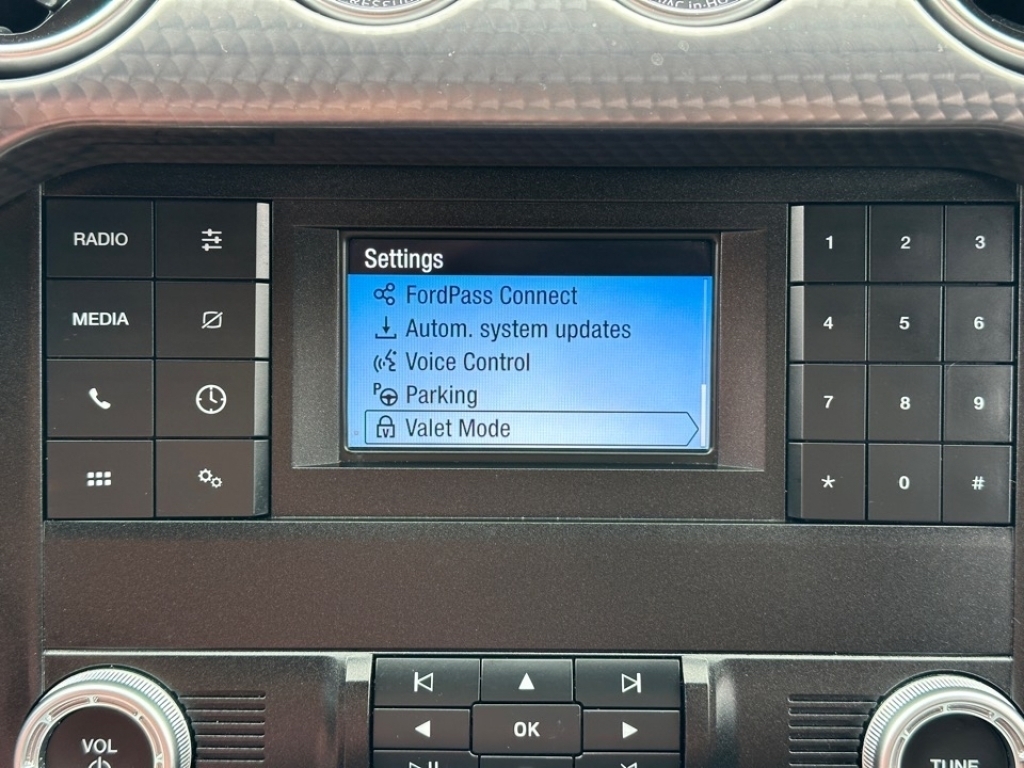 RADIO
MEDIA
Settings
FordPass Connect
Autom. system updates
Voice Control
P
Parking
V
Valet Mode
1 2 3
4 5 6
7 8 9
* 0 #
OK
VOL
TUNE